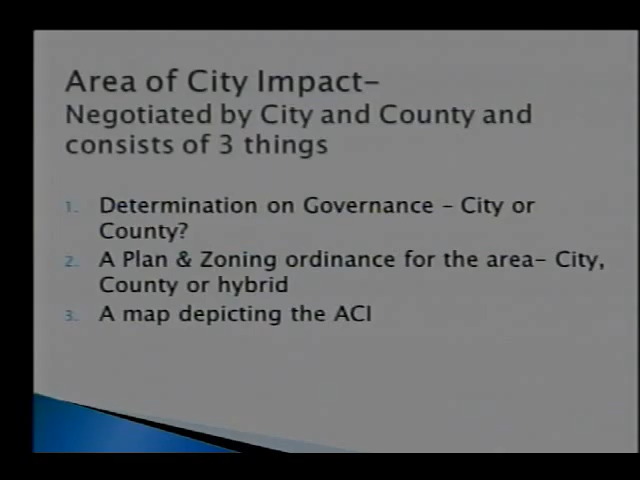 Area of City Impact–
Negotiated by City and County and
consists of 3 things
1. Determination on Governance – City or
County?
2. A Plan & Zoning ordinance for the area– City,
County or hybrid
3. A map depicting the ACI